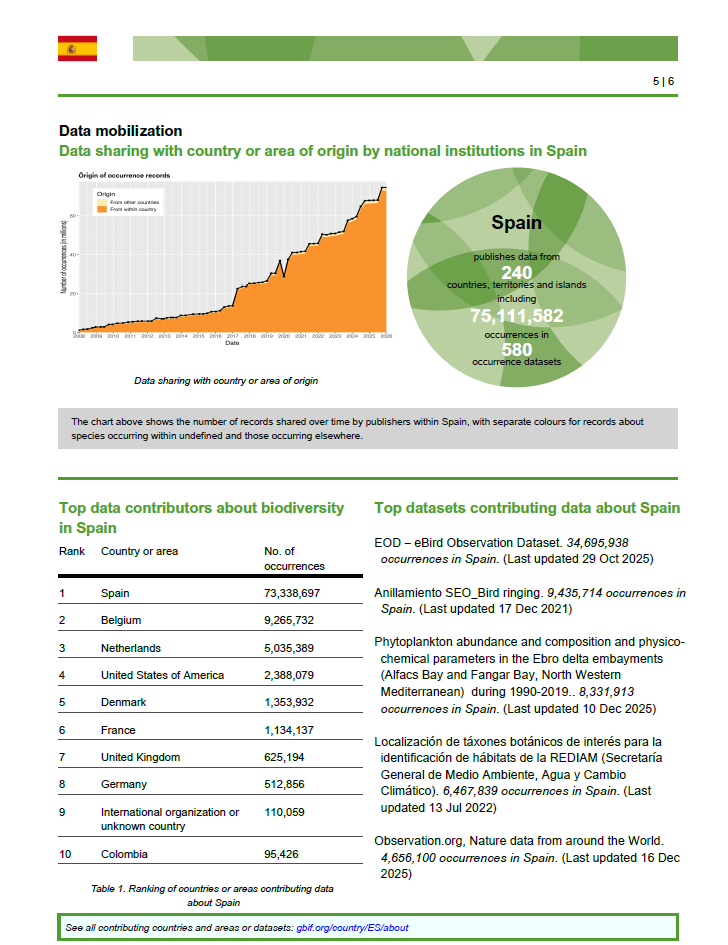 5 | 6
Data mobilization
Data sharing with country or area of origin by national institutions in Spain
Origin of occurrence records
Origin
From other countries
From within country
Number of occurrences (in millions)
60
40
20
0
2008 2009 2010 2011 2012 2013 2014 2015 2016 2017 2018 2019 2020 2021 2022 2023 2024 2025 2026
Date
Data sharing with country or area of origin
Spain
publishes data from
240
countries, territories and islands
including
75,111,582
occurrences in
580
occurrence datasets
The chart above shows the number of records shared over time by publishers within Spain, with separate colours for records about
species occurring within undefined and those occurring elsewhere.
Top data contributors about biodiversity
in Spain
Rank Country or area No. of
occurrences
1 Spain 73,338,697
2 Belgium 9,265,732
3 Netherlands 5,035,389
4 United States of America 2,388,079
5 Denmark 1,353,932
6 France 1,134,137
7 United Kingdom 625,194
8 Germany 512,856
9 International organization or 110,059
unknown country
10 Colombia 95,426
Table 1. Ranking of countries or areas contributing data
about Spain
Top datasets contributing data about Spain
EOD – eBird Observation Dataset. 34,695,938
occurrences in Spain. (Last updated 29 Oct 2025)
Anillamiento SEO_Bird ringing. 9,435,714 occurrences in
Spain. (Last updated 17 Dec 2021)
Phytoplankton abundance and composition and physico-
chemical parameters in the Ebro delta embayments
(Alfacs Bay and Fangar Bay, North Western
Mediterranean) during 1990-2019.. 8,331,913
occurrences in Spain. (Last updated 10 Dec 2025)
Localización de táxones botánicos de interés para la
identificación de hábitats de la REDIAM (Secretaría
General de Medio Ambiente, Agua y Cambio
Climático). 6,467,839 occurrences in Spain. (Last
updated 13 Jul 2022)
Observation.org, Nature data from around the World.
4,656,100 occurrences in Spain. (Last updated 16 Dec
2025)
See all contributing countries and areas or datasets: gbif.org/country/ES/about